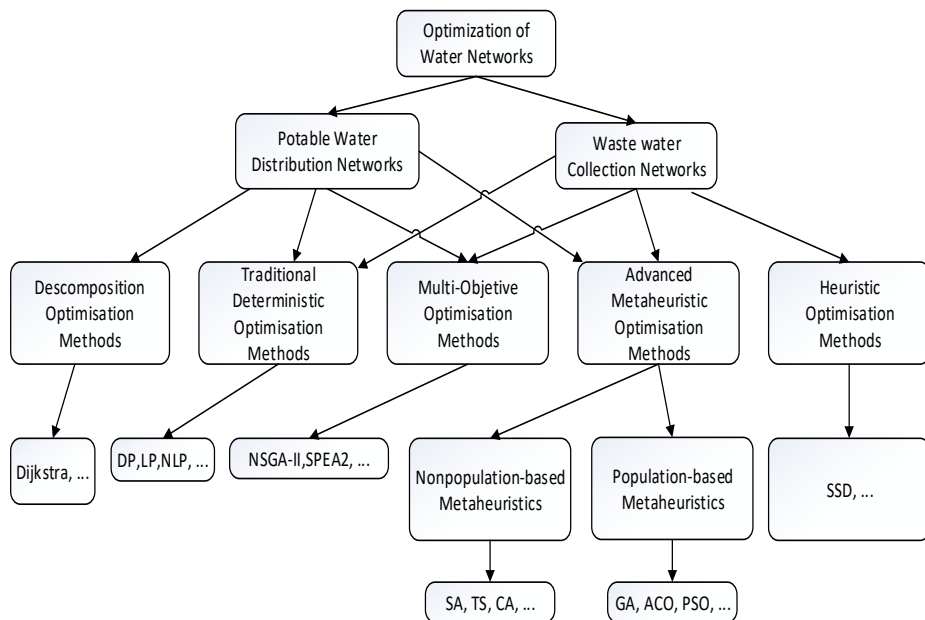 Optimization of
Water Networks
Potable Water
Distribution Networks
Waste water
Collection Networks
Descomposition
Optimisation
Methods
Traditional
Deterministic
Optimisation
Methods
Multi-Objetive
Optimisation
Methods
Advanced
Metaheuristic
Optimisation
Methods
Heuristic
Optimisation
Methods
Dijkstra, ...
DP,LP,NLP, ...
NSGA-II,SPEA2, ...
Nonpopulation-based
Metaheuristics
Population-based
Metaheuristics
SSD, ...
SA, TS, CA, ...
GA, ACO, PSO, ...